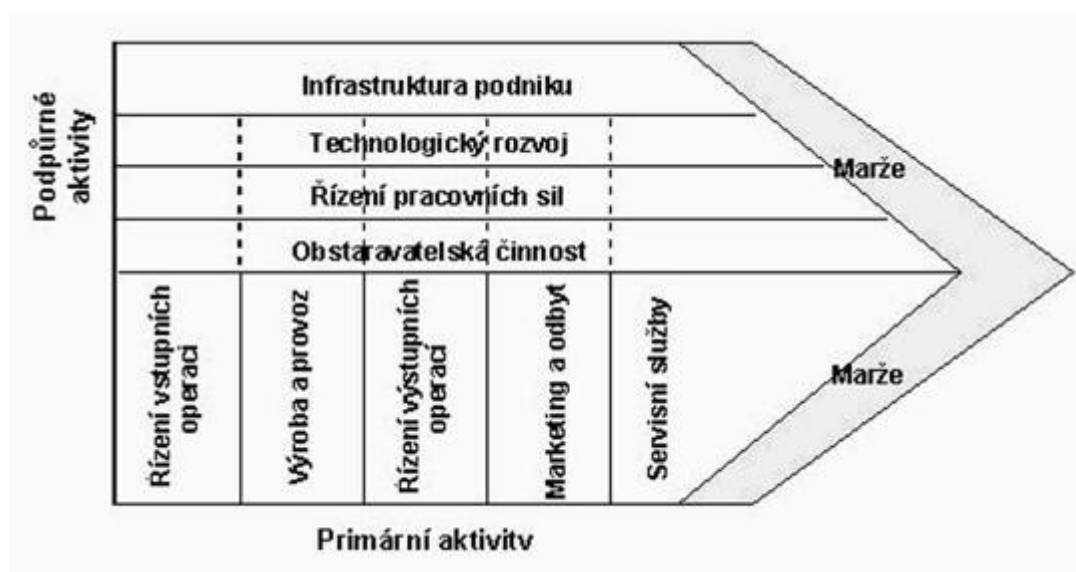 Podpůrné
aktivity
Infrastruktura podniku
Technologický rozvoj
Řízení pracovních sil
Obstaravatelská činnost
Marže
Řízení vstupních
operací
Výroba a provoz
Řízení výstupních
operací
Marketing a odbyt
Servisní služby
Marže
Primární aktivity